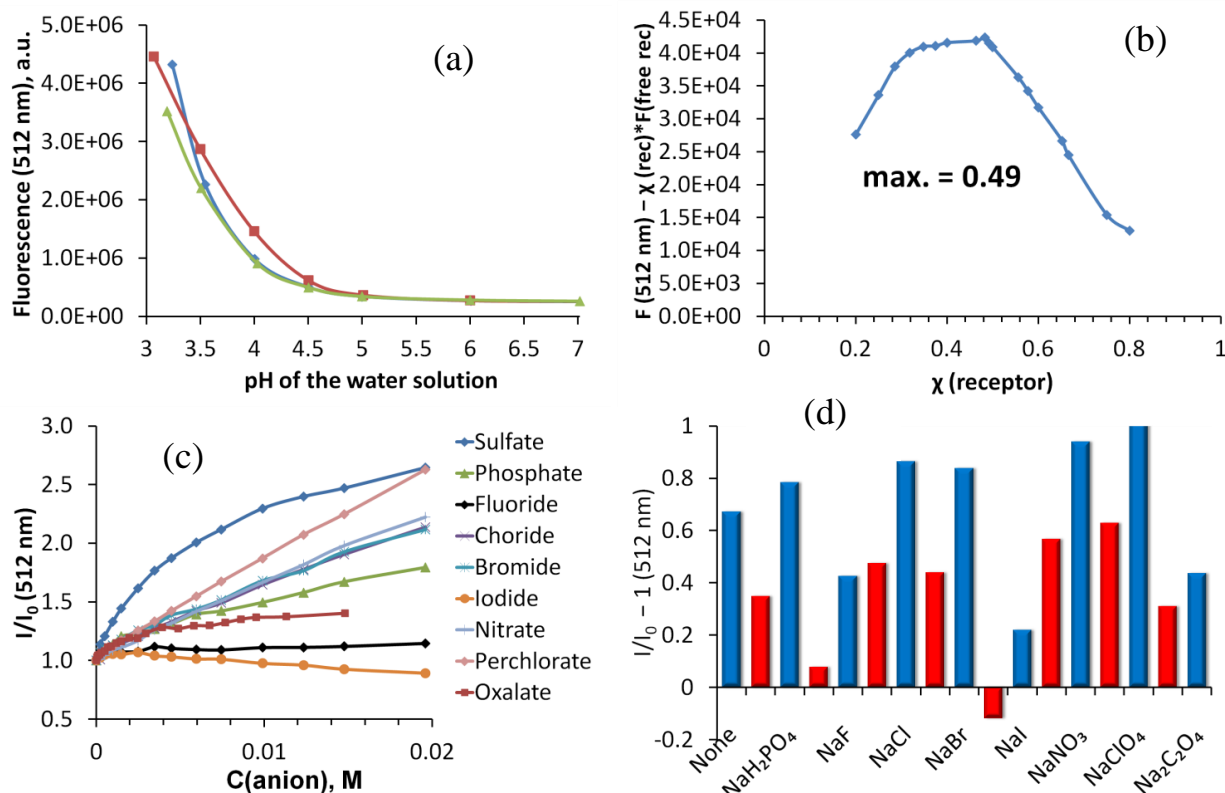 (a)
Fluorescence (512 nm), a.u.
5.0E+06
4.0E+06
3.0E+06
2.0E+06
1.0E+06
0.0E+00
3 3.5 4 4.5 5 5.5 6 6.5 7
pH of the water solution
(b)
F (512 nm) – χ (rec)*F(free rec)
4.5E+04
4.0E+04
3.5E+04
3.0E+04
2.5E+04
2.0E+04
1.5E+04
1.0E+04
5.0E+03
0.0E+00
max. = 0.49
0 0.2 0.4 0.6 0.8 1
χ (receptor)
(c)
I/I₀ (512 nm)
3.0
2.5
2.0
1.5
1.0
0.5
0 0.01 0.02
C(anion), M
Sulfate
Phosphate
Fluoride
Choride
Bromide
Iodide
Nitrate
Perchlorate
Oxalate
(d)
I/I₀ – 1 (512 nm)
1
0.8
0.6
0.4
0.2
0
-0.2
None
NaH₂PO₄
NaF
NaCl
NaBr
NaI
NaNO₃
NaClO₄
Na₂C₂O₄